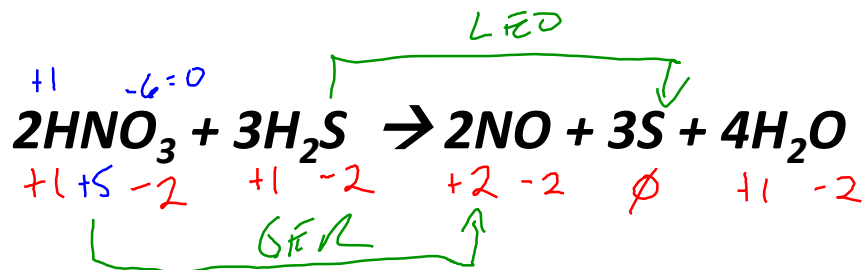 LEO
+1 -6=0
2HNO₃ + 3H₂S → 2NO + 3S + 4H₂O
+1 +5 -2 +1 -2 +2 -2 ∅ +1 -2
GER